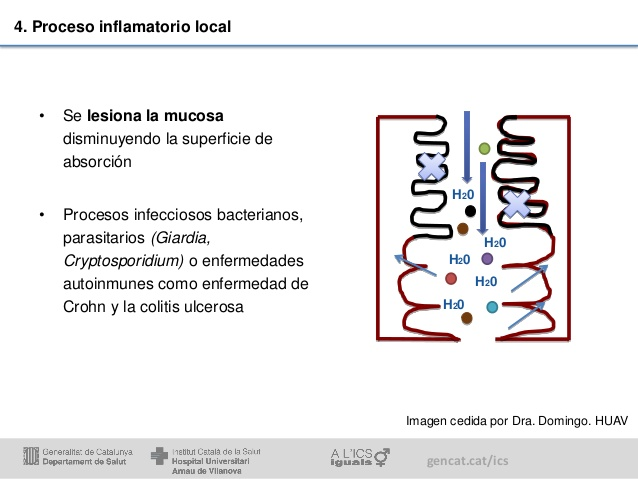 4. Proceso inflamatorio local
• Se lesiona la mucosa
disminuyendo la superficie de
absorción
• Procesos infecciosos bacterianos,
parasitarios (Giardia,
Cryptosporidium) o enfermedades
autoinmunes como enfermedad de
Crohn y la colitis ulcerosa
H20
H20
H20
H20
H20
Imagen cedida por Dra. Domingo. HUAV
Generalitat de Catalunya
Departament de Salut
Institut Català de la Salut
Hospital Universitari
Arnau de Vilanova
A L'ICS
iguals
gencat.cat/ics